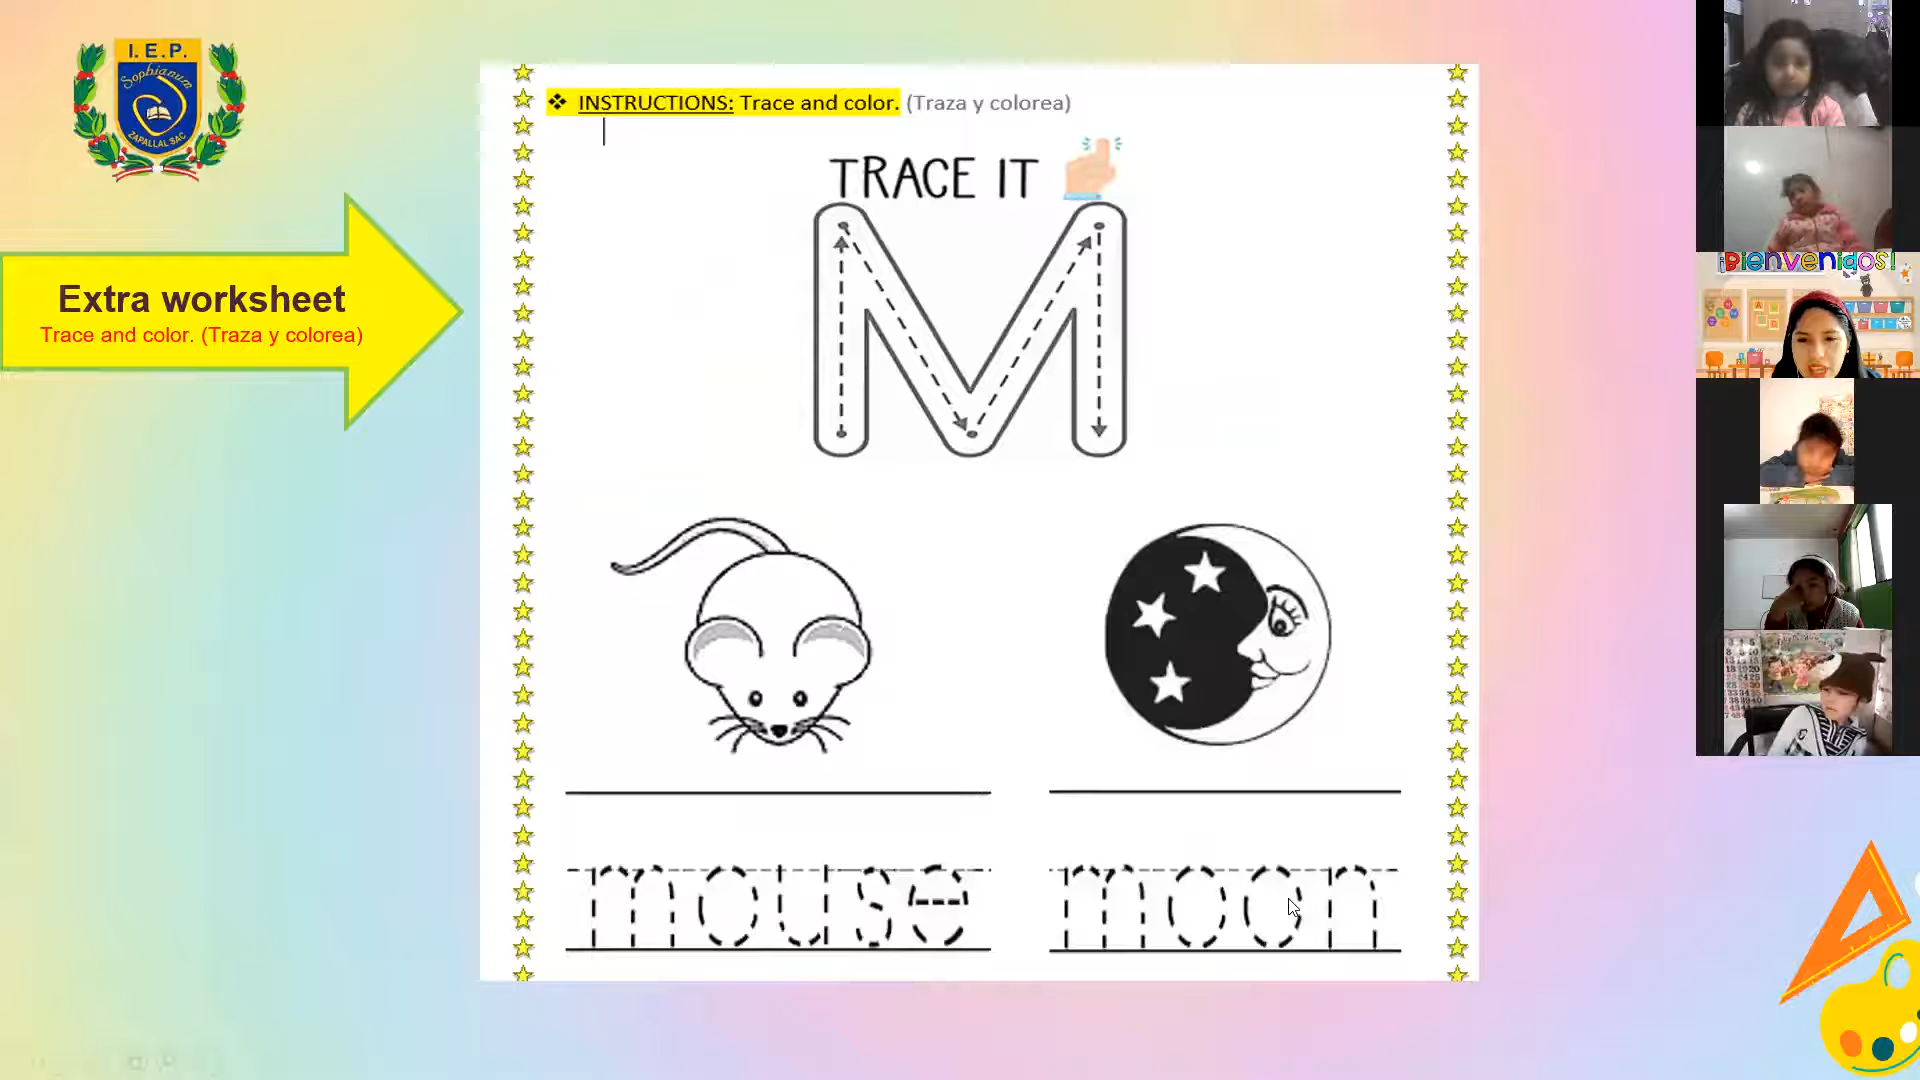 I.E.P.
Sophianum
ZAPALLAL SAC
Extra worksheet
Trace and color. (Traza y colorea)
❖ INSTRUCTIONS: Trace and color. (Traza y colorea)
TRACE IT
M
mouse
moon
¡Bienvenidos!